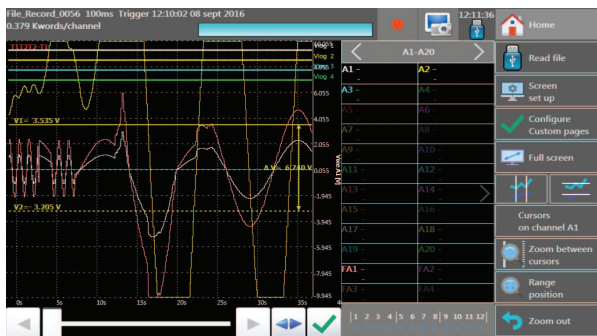 File_Record_0056 100ms Trigger 12:10:02 08 sept 2016
0.379 Kwords/channel
12:11:36
Home
A1-A20
Read file
Screen
set up
Configure
Custom pages
Full screen
Cursors
on channel A1
Zoom between
cursors
Range
position
Zoom out
Vlog 2
Vlog 4
6.055
4.055
2.055
0.055
-1.945
-3.945
-5.945
-7.945
-9.945
V1= 3.535 V
Δ V= 6.740 V
V2=- 3.205 V
0s 5s 10s 15s 20s 25s 30s 35s 4
A1 - A2 -
A3 - A4 -
A5 - A6 -
A7 - A8 -
A9 - A10 -
A11 - A12 -
A13 - A14 -
A15 - A16 -
A17 - A18 -
A19 - A20 -
FA1 - FA2 -
FA3 - FA4 -
1 2 3 4 5 6 7 8 9 10 11 12